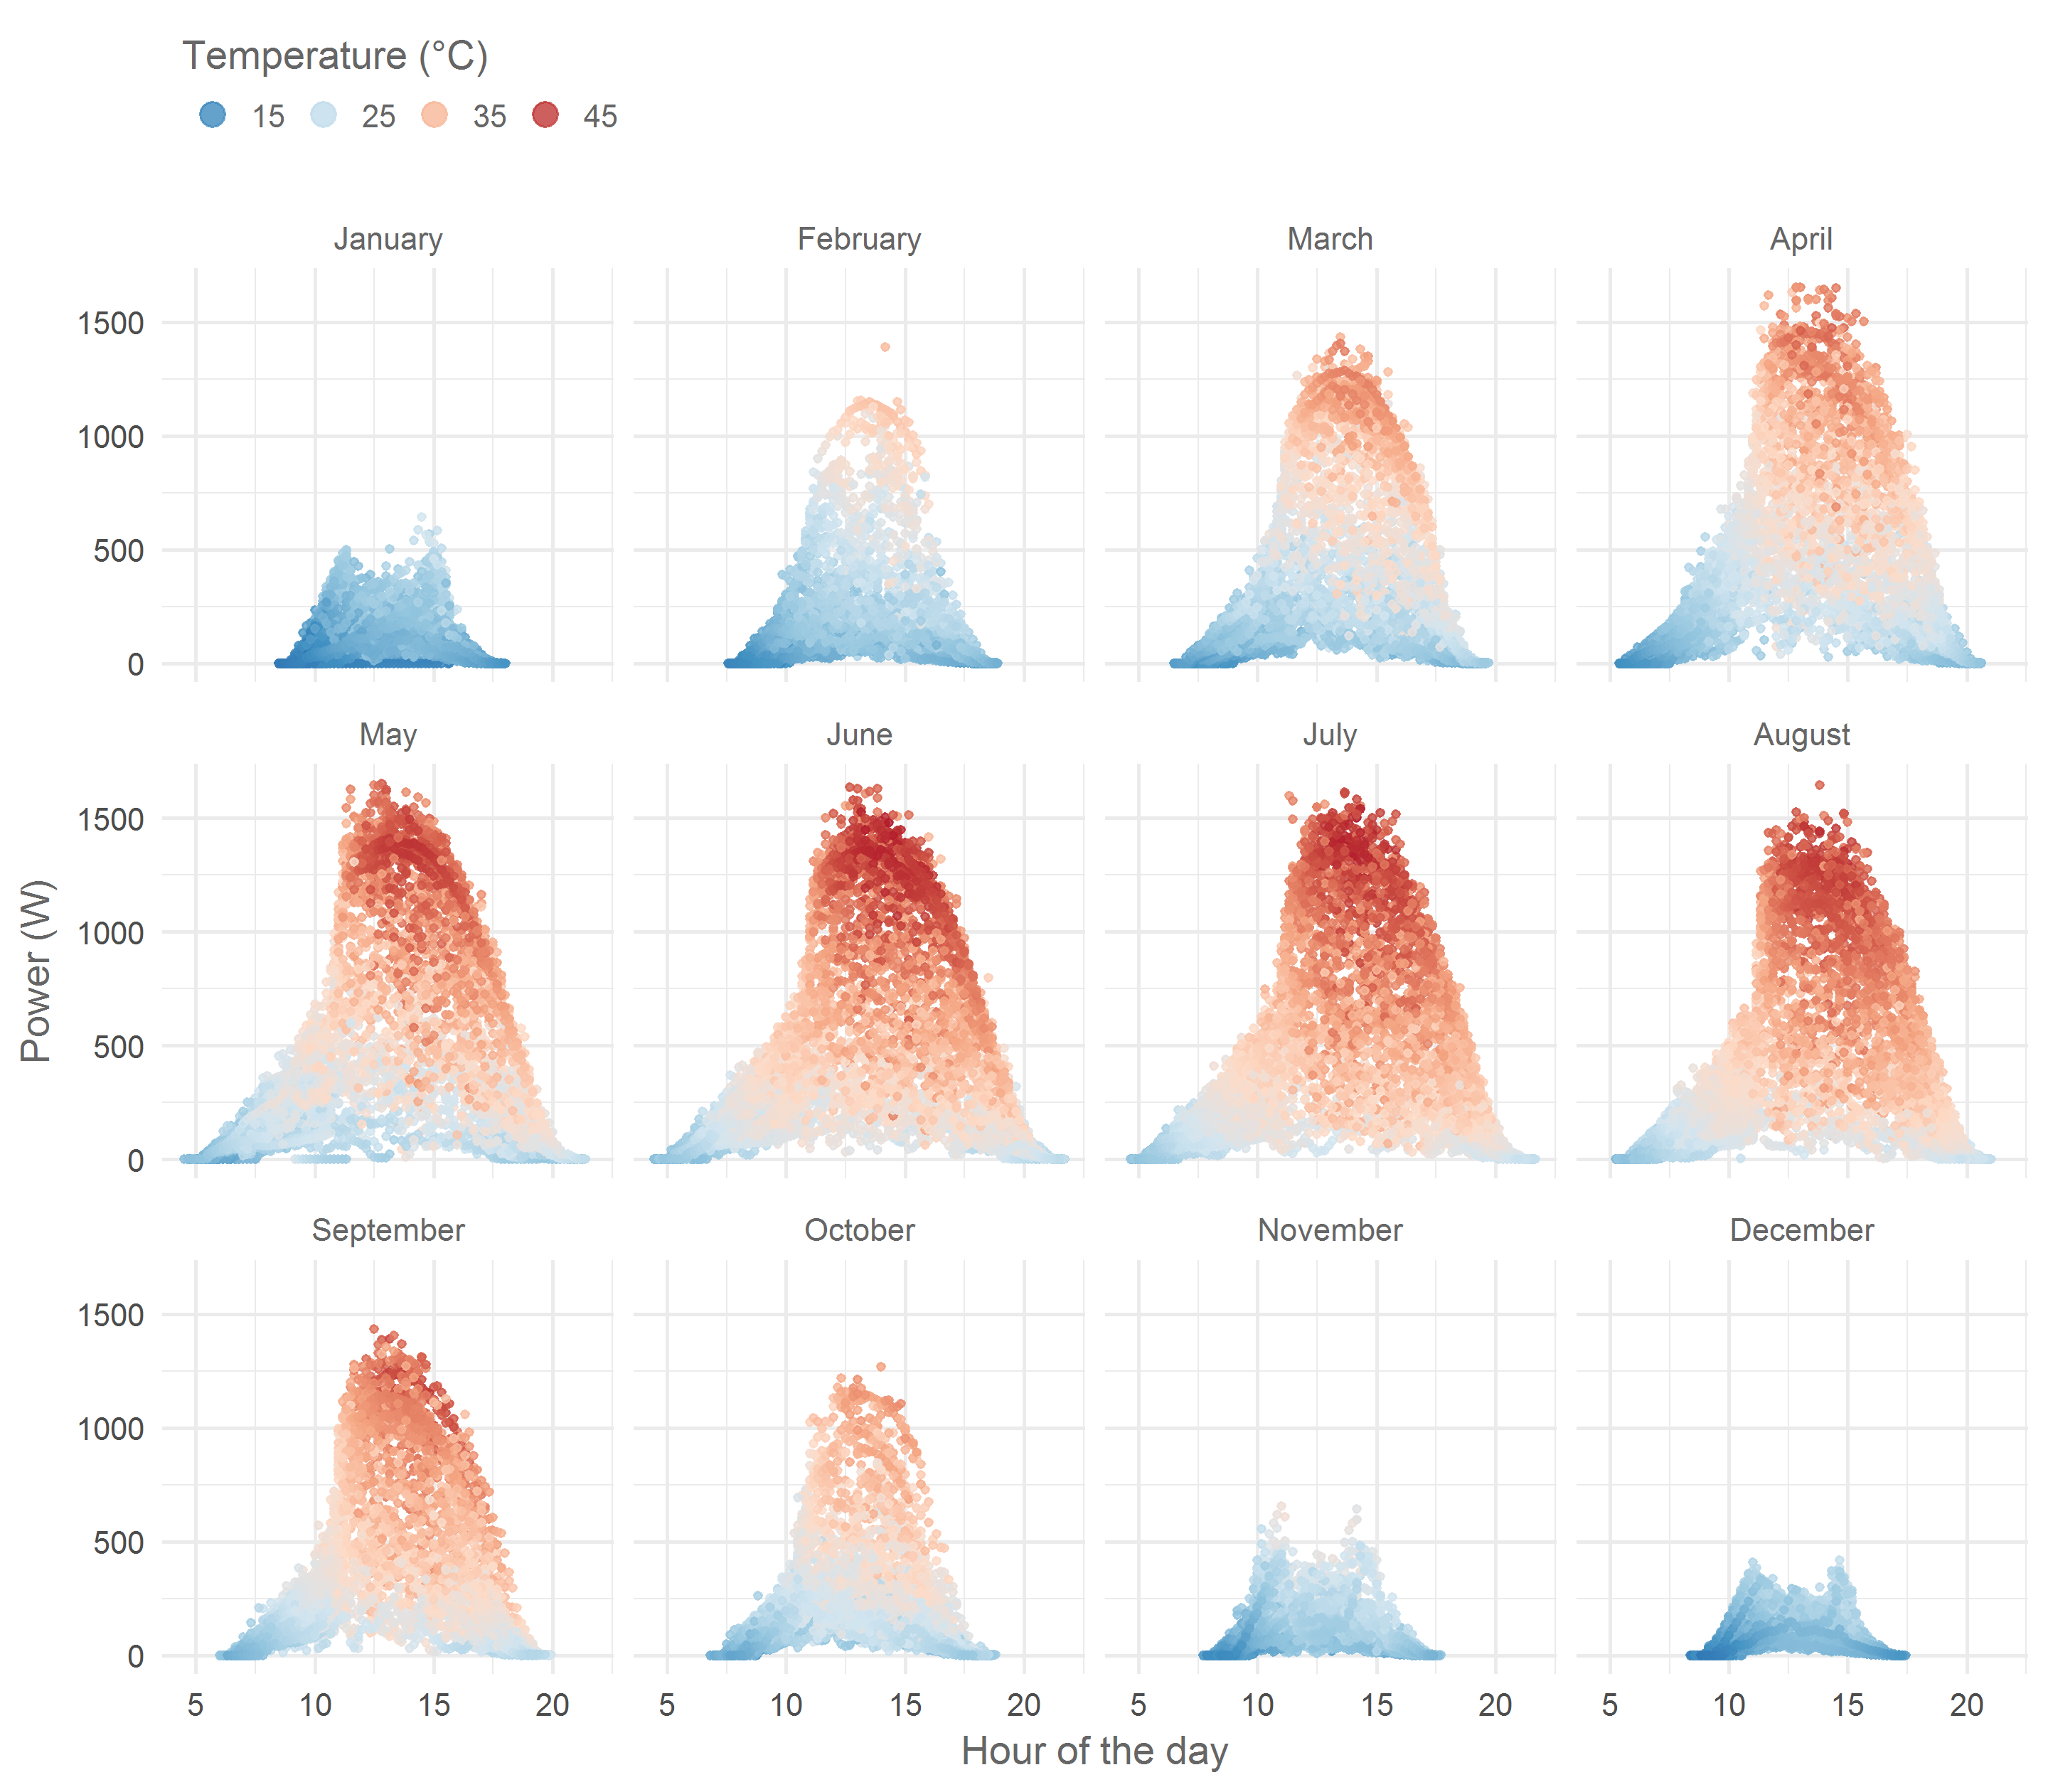 Temperature (°C)
15 25 35 45
January February March April
1500
1000
500
0
May June July August
1500
1000
500
0
Power (W)
September October November December
1500
1000
500
0
5 10 15 20 5 10 15 20 5 10 15 20 5 10 15 20
Hour of the day